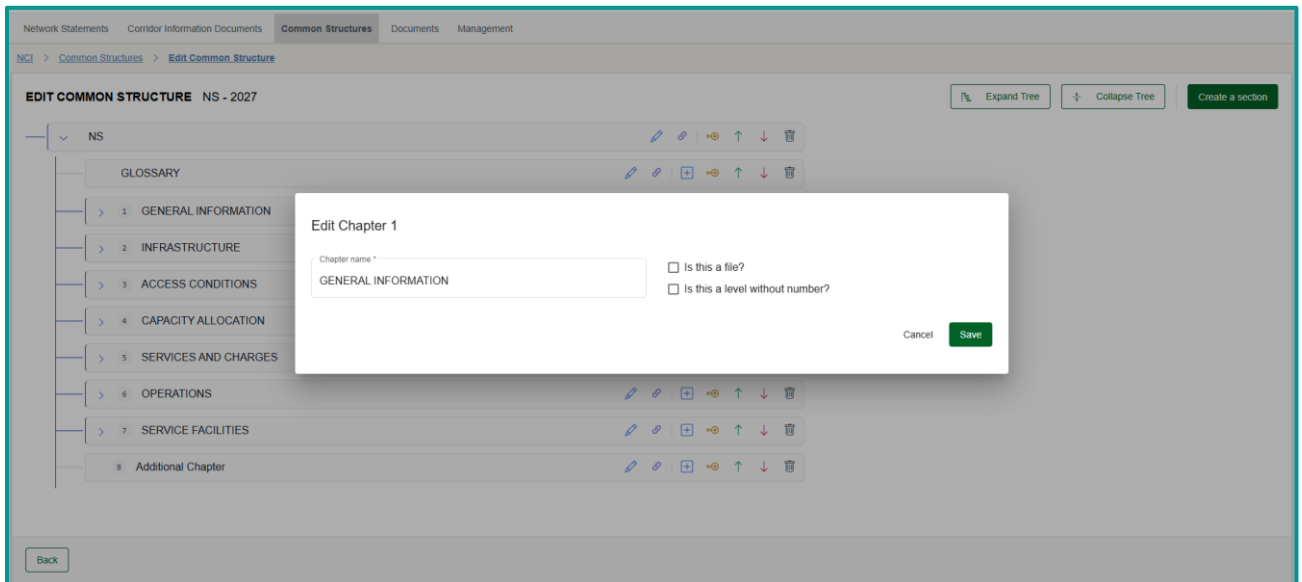 Network Statements Corridor Information Documents Common Structures Documents Management
NCI > Common Structures > Edit Common Structure
EDIT COMMON STRUCTURE NS - 2027
Expand Tree
Collapse Tree
Create a section
NS
GLOSSARY
1 GENERAL INFORMATION
2 INFRASTRUCTURE
3 ACCESS CONDITIONS
4 CAPACITY ALLOCATION
5 SERVICES AND CHARGES
6 OPERATIONS
7 SERVICE FACILITIES
8 Additional Chapter
Edit Chapter 1
Chapter name *
GENERAL INFORMATION
Is this a file?
Is this a level without number?
Cancel
Save
Back